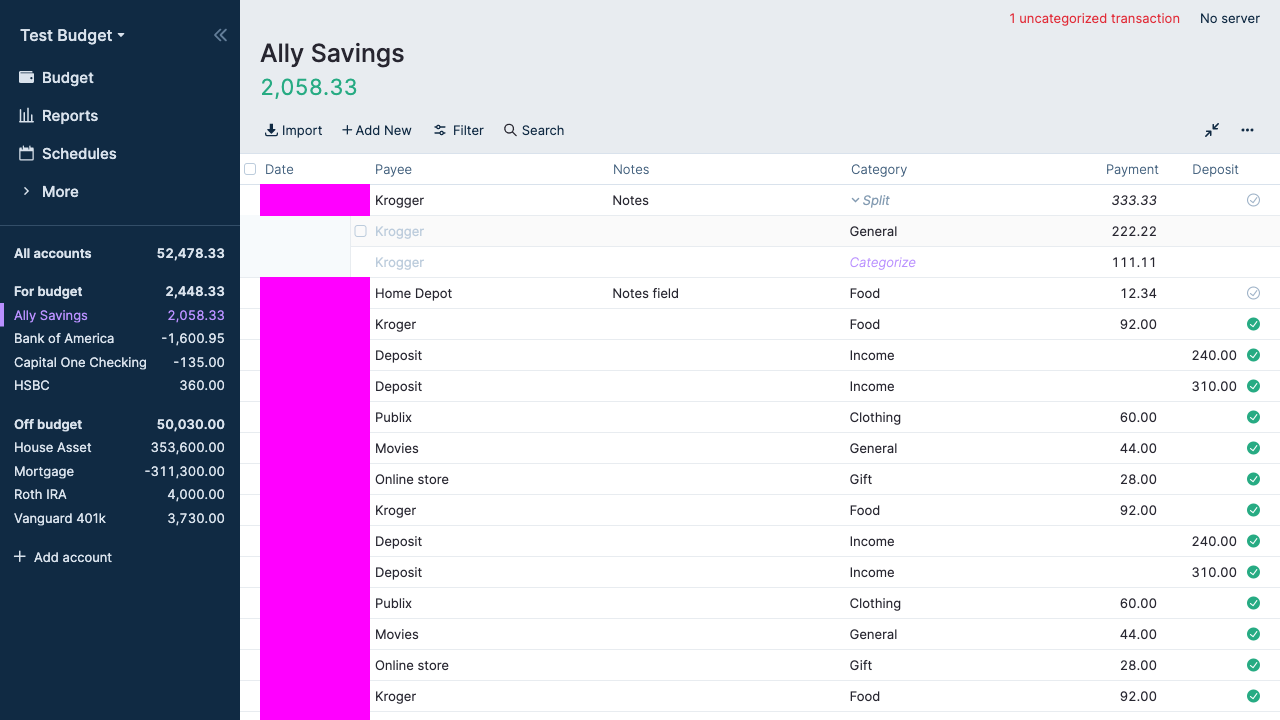 Test Budget
Budget
Reports
Schedules
More
All accounts 52,478.33
For budget 2,448.33
Ally Savings 2,058.33
Bank of America -1,600.95
Capital One Checking -135.00
HSBC 360.00
Off budget 50,030.00
House Asset 353,600.00
Mortgage -311,300.00
Roth IRA 4,000.00
Vanguard 401k 3,730.00
Add account
1 uncategorized transaction No server
Ally Savings
2,058.33
Import Add New Filter Search
Date Payee Notes Category Payment Deposit
Krogger Notes Split 333.33
Krogger General 222.22
Krogger Categorize 111.11
Home Depot Notes field Food 12.34
Kroger Food 92.00
Deposit Income 240.00
Deposit Income 310.00
Publix Clothing 60.00
Movies General 44.00
Online store Gift 28.00
Kroger Food 92.00
Deposit Income 240.00
Deposit Income 310.00
Publix Clothing 60.00
Movies General 44.00
Online store Gift 28.00
Kroger Food 92.00